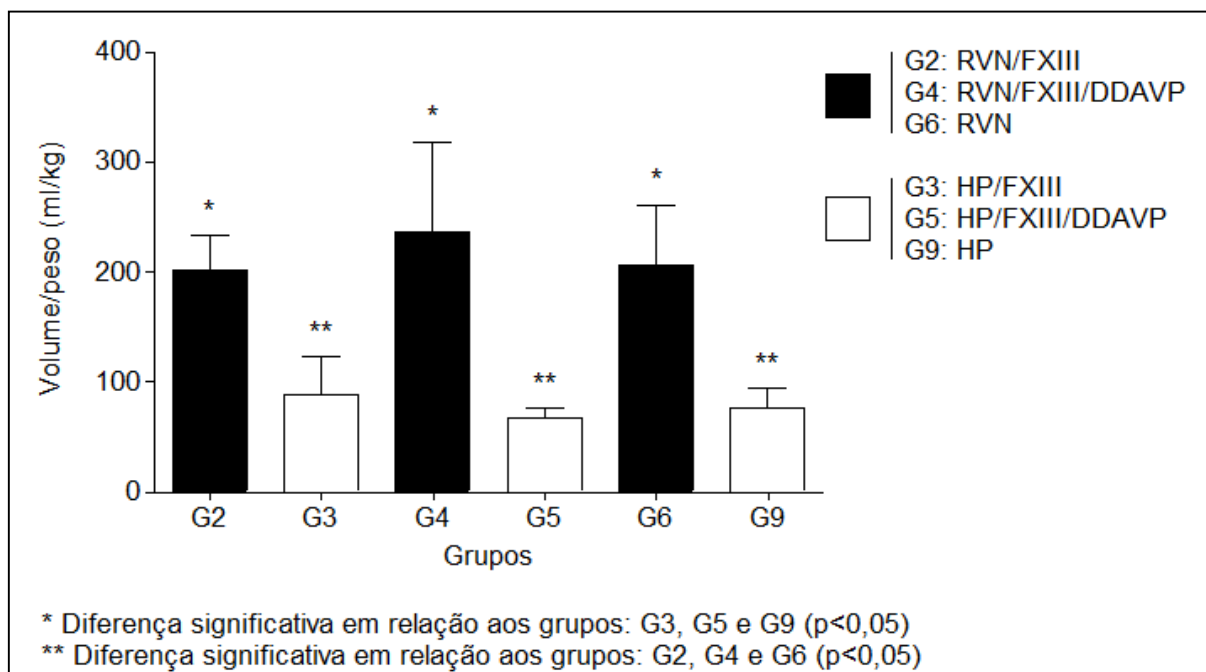 400
300
200
100
0
Volume/peso (ml/kg)
*
**
*
**
*
**
G2 G3 G4 G5 G6 G9
Grupos
G2: RVN/FXIII
G4: RVN/FXIII/DDAVP
G6: RVN
G3: HP/FXIII
G5: HP/FXIII/DDAVP
G9: HP
* Diferença significativa em relação aos grupos: G3, G5 e G9 (p<0,05)
** Diferença significativa em relação aos grupos: G2, G4 e G6 (p<0,05)